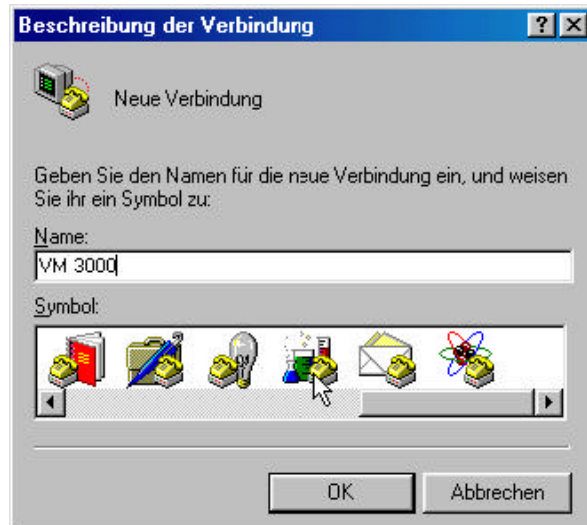 Beschreibung der Verbindung
Neue Verbindung
Geben Sie den Namen für die neue Verbindung ein, und weisen
Sie ihr ein Symbol zu:
Name:
VM 3000
Symbol:
OK Abbrechen